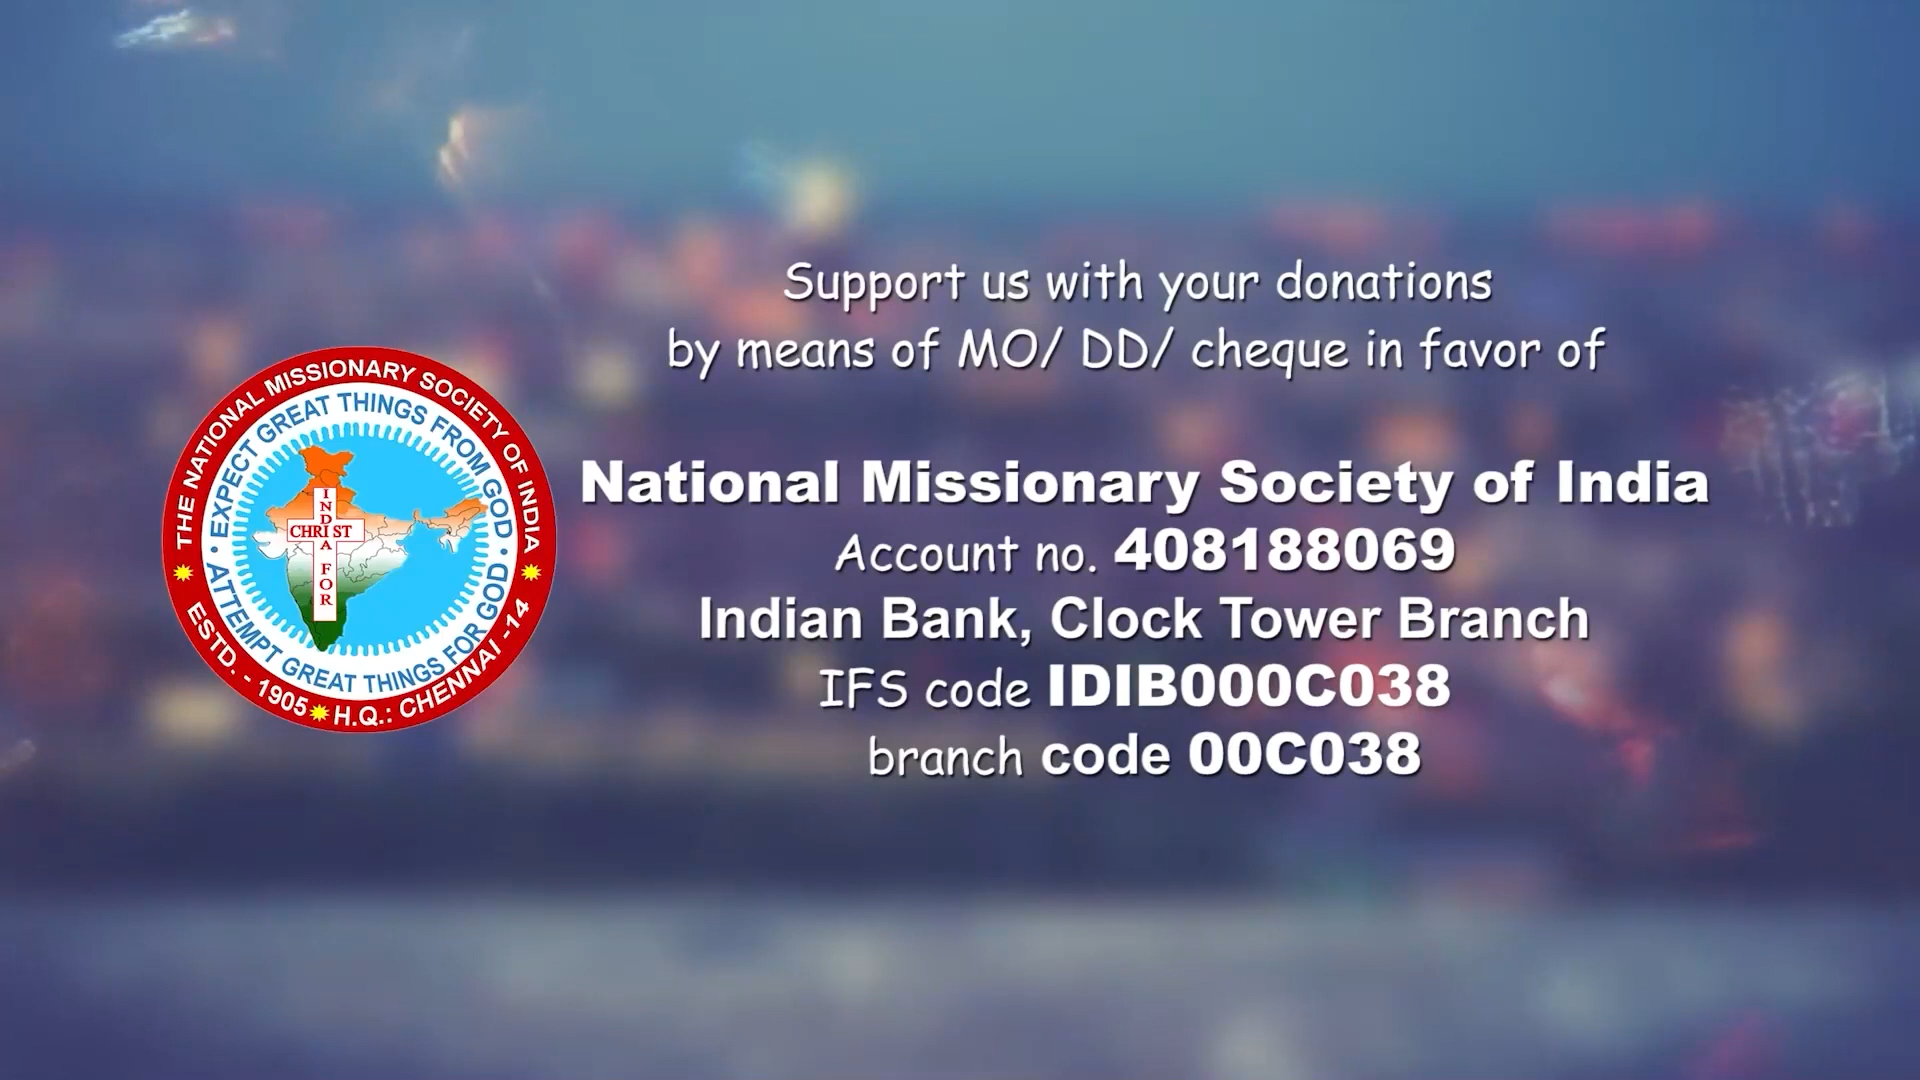 Support us with your donations
by means of MO/ DD/ cheque in favor of
National Missionary Society of India
Account no. 408188069
Indian Bank, Clock Tower Branch
IFS code IDIB000C038
branch code 00C038
THE NATIONAL MISSIONARY SOCIETY OF INDIA
ESTD. - 1905 H.Q.: CHENNAI -14
• EXPECT GREAT THINGS FROM GOD •
ATTEMPT GREAT THINGS FOR GOD
INDIA FOR
CHRIST